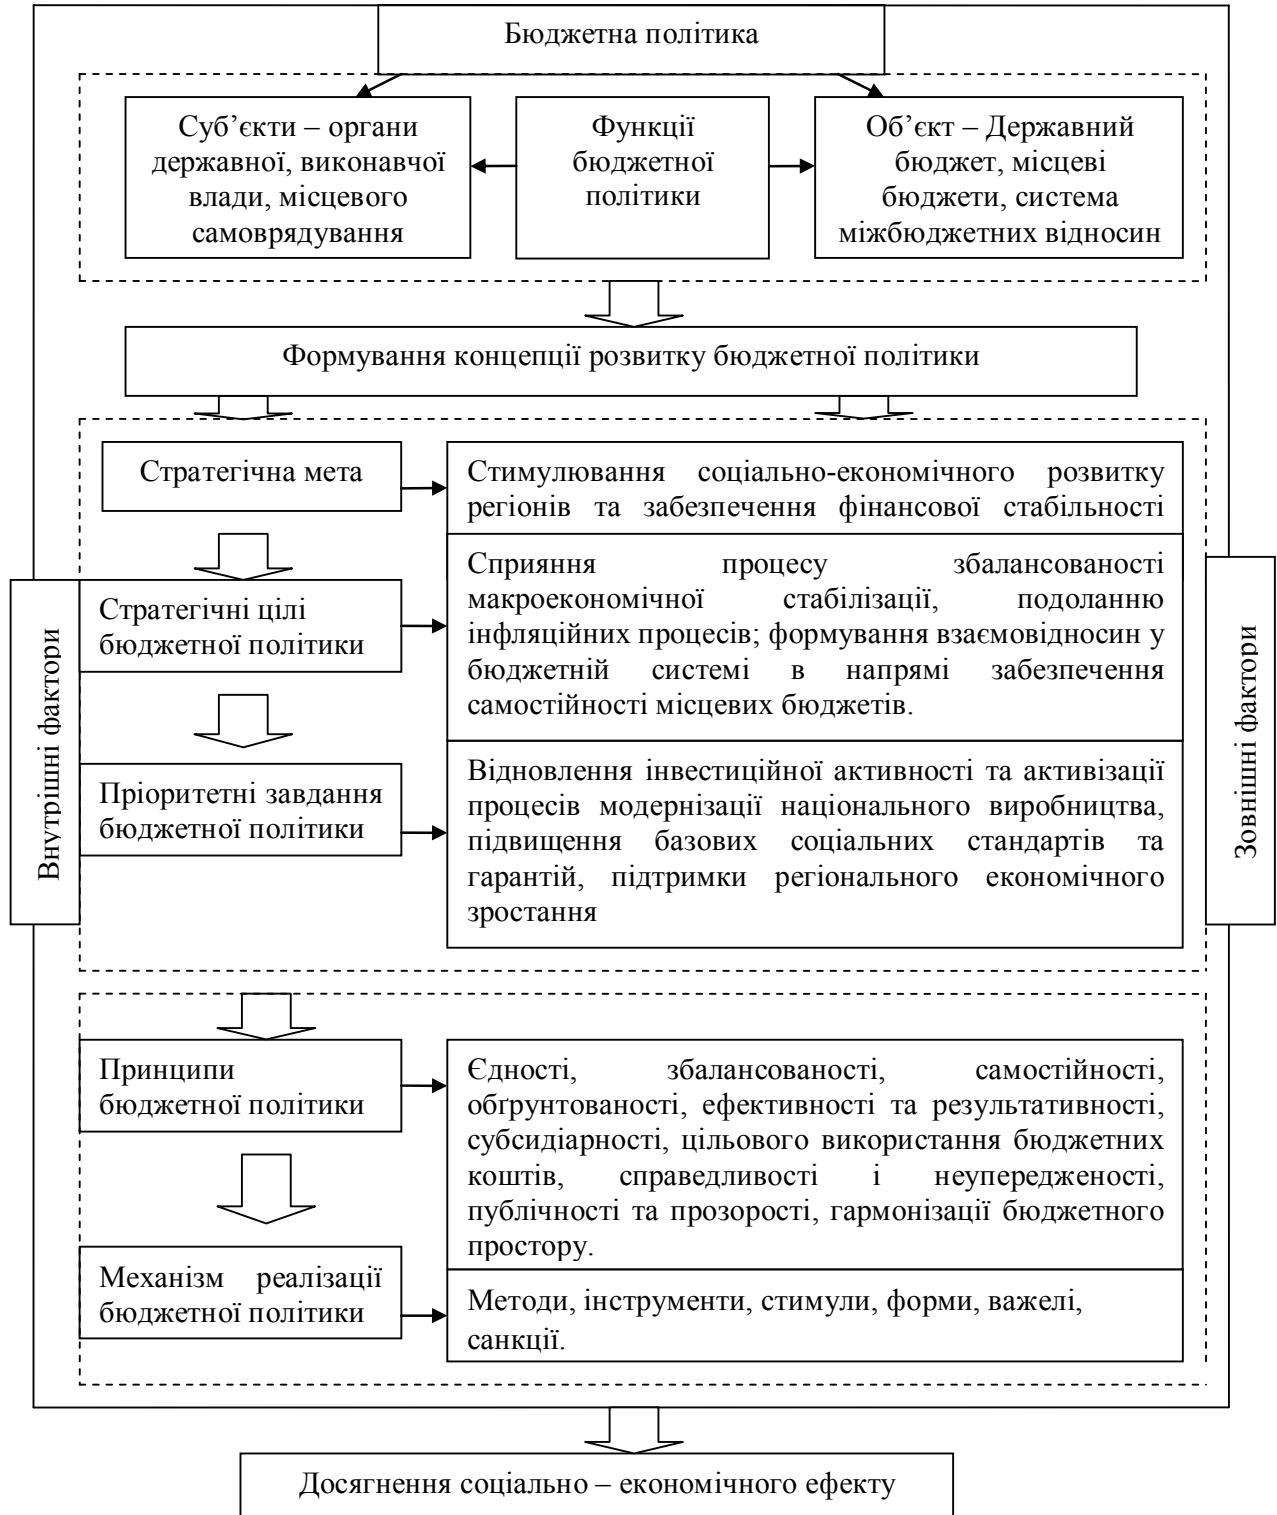 Бюджетна політика
Суб’єкти – органи
державної, виконавчої
влади, місцевого
самоврядування
Функції
бюджетної
політики
Об’єкт – Державний
бюджет, місцеві
бюджети, система
міжбюджетних відносин
Формування концепції розвитку бюджетної політики
Стратегічна мета
Стимулювання соціально-економічного розвитку
регіонів та забезпечення фінансової стабільності
Стратегічні цілі
бюджетної політики
Сприяння процесу збалансованості
макроекономічної стабілізації, подоланню
інфляційних процесів; формування взаємовідносин у
бюджетній системі в напрямі забезпечення
самостійності місцевих бюджетів.
Внутрішні фактори
Зовнішні фактори
Пріоритетні завдання
бюджетної політики
Відновлення інвестиційної активності та активізації
процесів модернізації національного виробництва,
підвищення базових соціальних стандартів та
гарантій, підтримки регіонального економічного
зростання
Принципи
бюджетної політики
Єдності, збалансованості, самостійності,
обґрунтованості, ефективності та результативності,
субсидіарності, цільового використання бюджетних
коштів, справедливості і неупередженості,
публічності та прозорості, гармонізації бюджетного
простору.
Механізм реалізації
бюджетної політики
Методи, інструменти, стимули, форми, важелі,
санкції.
Досягнення соціально – економічного ефекту